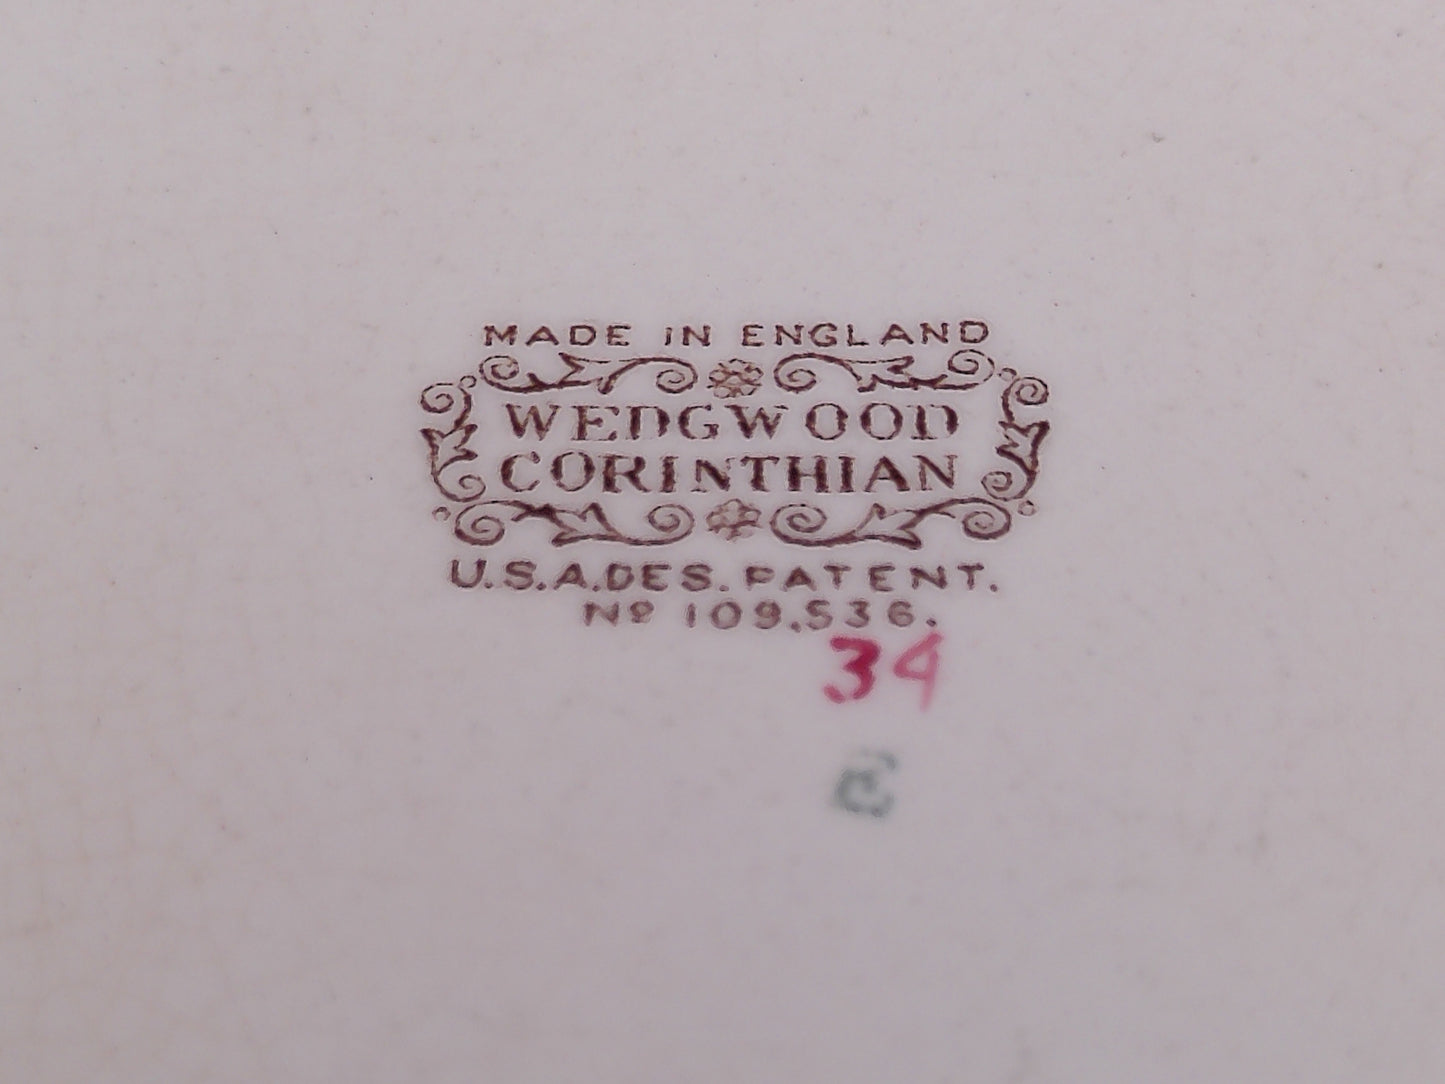 MADE IN ENGLAND
WEDGWOOD
CORINTHIAN
U.S.A.DES. PATENT.
Nº 109,536.
34